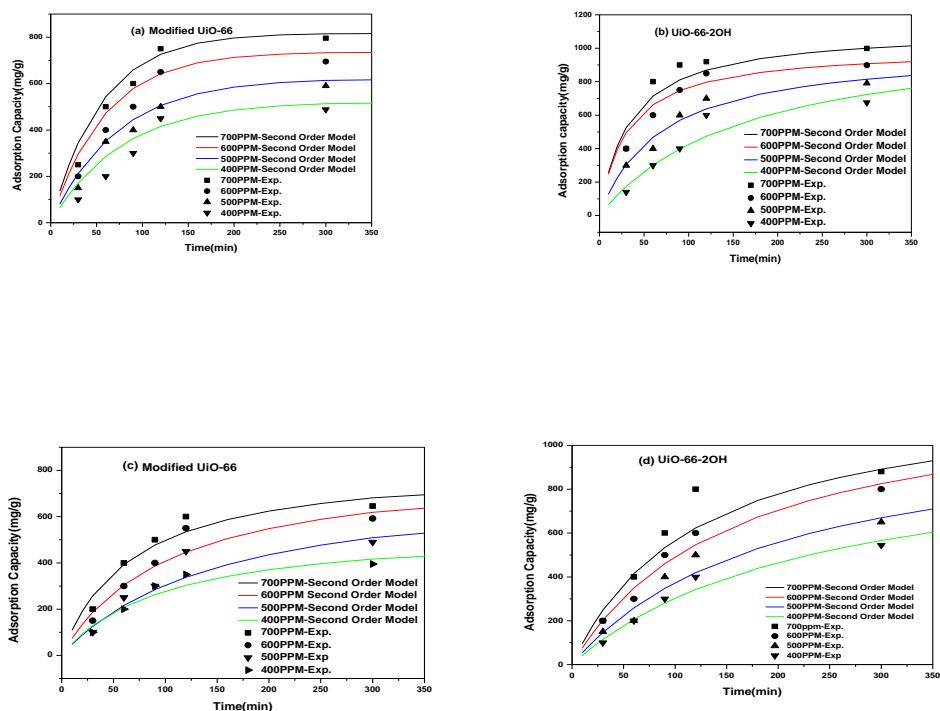 (a) Modified UiO-66
Adsorption Capacity(mg/g)
800
600
400
200
0
700PPM-Second Order Model
600PPM-Second Order Model
500PPM-Second Order Model
400PPM-Second Order Model
700PPM-Exp.
600PPM-Exp.
500PPM-Exp.
400PPM-Exp.
0 50 100 150 200 250 300 350
Time(min)
(b) UiO-66-2OH
Adsorption capacity(mg/g)
1200
1000
800
600
400
200
0
700PPM-Second Order Model
600PPM-Second Order Model
500PPM-Second Order Model
400PPM-Second Order Model
700PPM-Exp.
600PPM-Exp.
500PPM-Exp.
400PPM-Exp.
0 50 100 150 200 250 300 350
Time(min)
(c) Modified UiO-66
Adsorption Capacity(mg/g)
800
600
400
200
0
700PPM-Second Order Model
600PPM Second Order Model
500PPM-Second Order Model
400PPM-Second Order Model
700PPM-Exp.
600PPM-Exp.
500PPM-Exp
400PPM-Exp.
0 50 100 150 200 250 300 350
Time(min)
(d) UiO-66-2OH
Adsorption Capacity(mg/g)
1000
800
600
400
200
0
700PPM-Second Order Model
600PPM-Second Order Model
500PPM-Second Order Model
400PPM-Second Order Model
700ppm-Exp.
600PPM-Exp.
500PPM-Exp.
400PPM-Exp
0 50 100 150 200 250 300 350
Time(min)